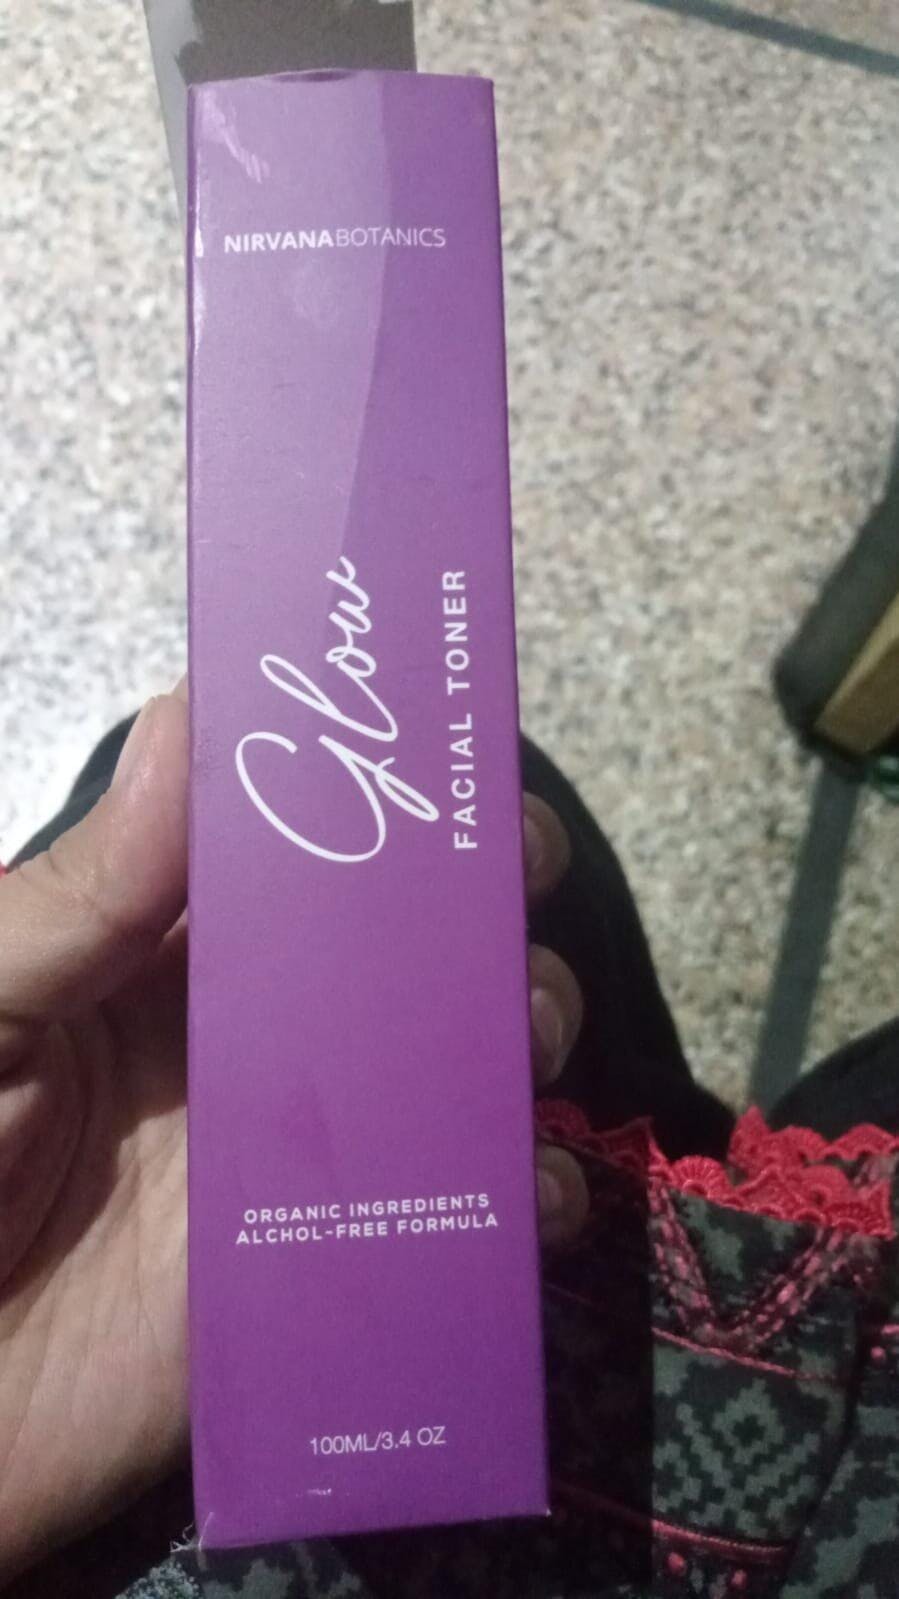 NIRVANABOTANICS
Glow
FACIAL TONER
ORGANIC INGREDIENTS
ALCHOL-FREE FORMULA
100ML/3.4 OZ